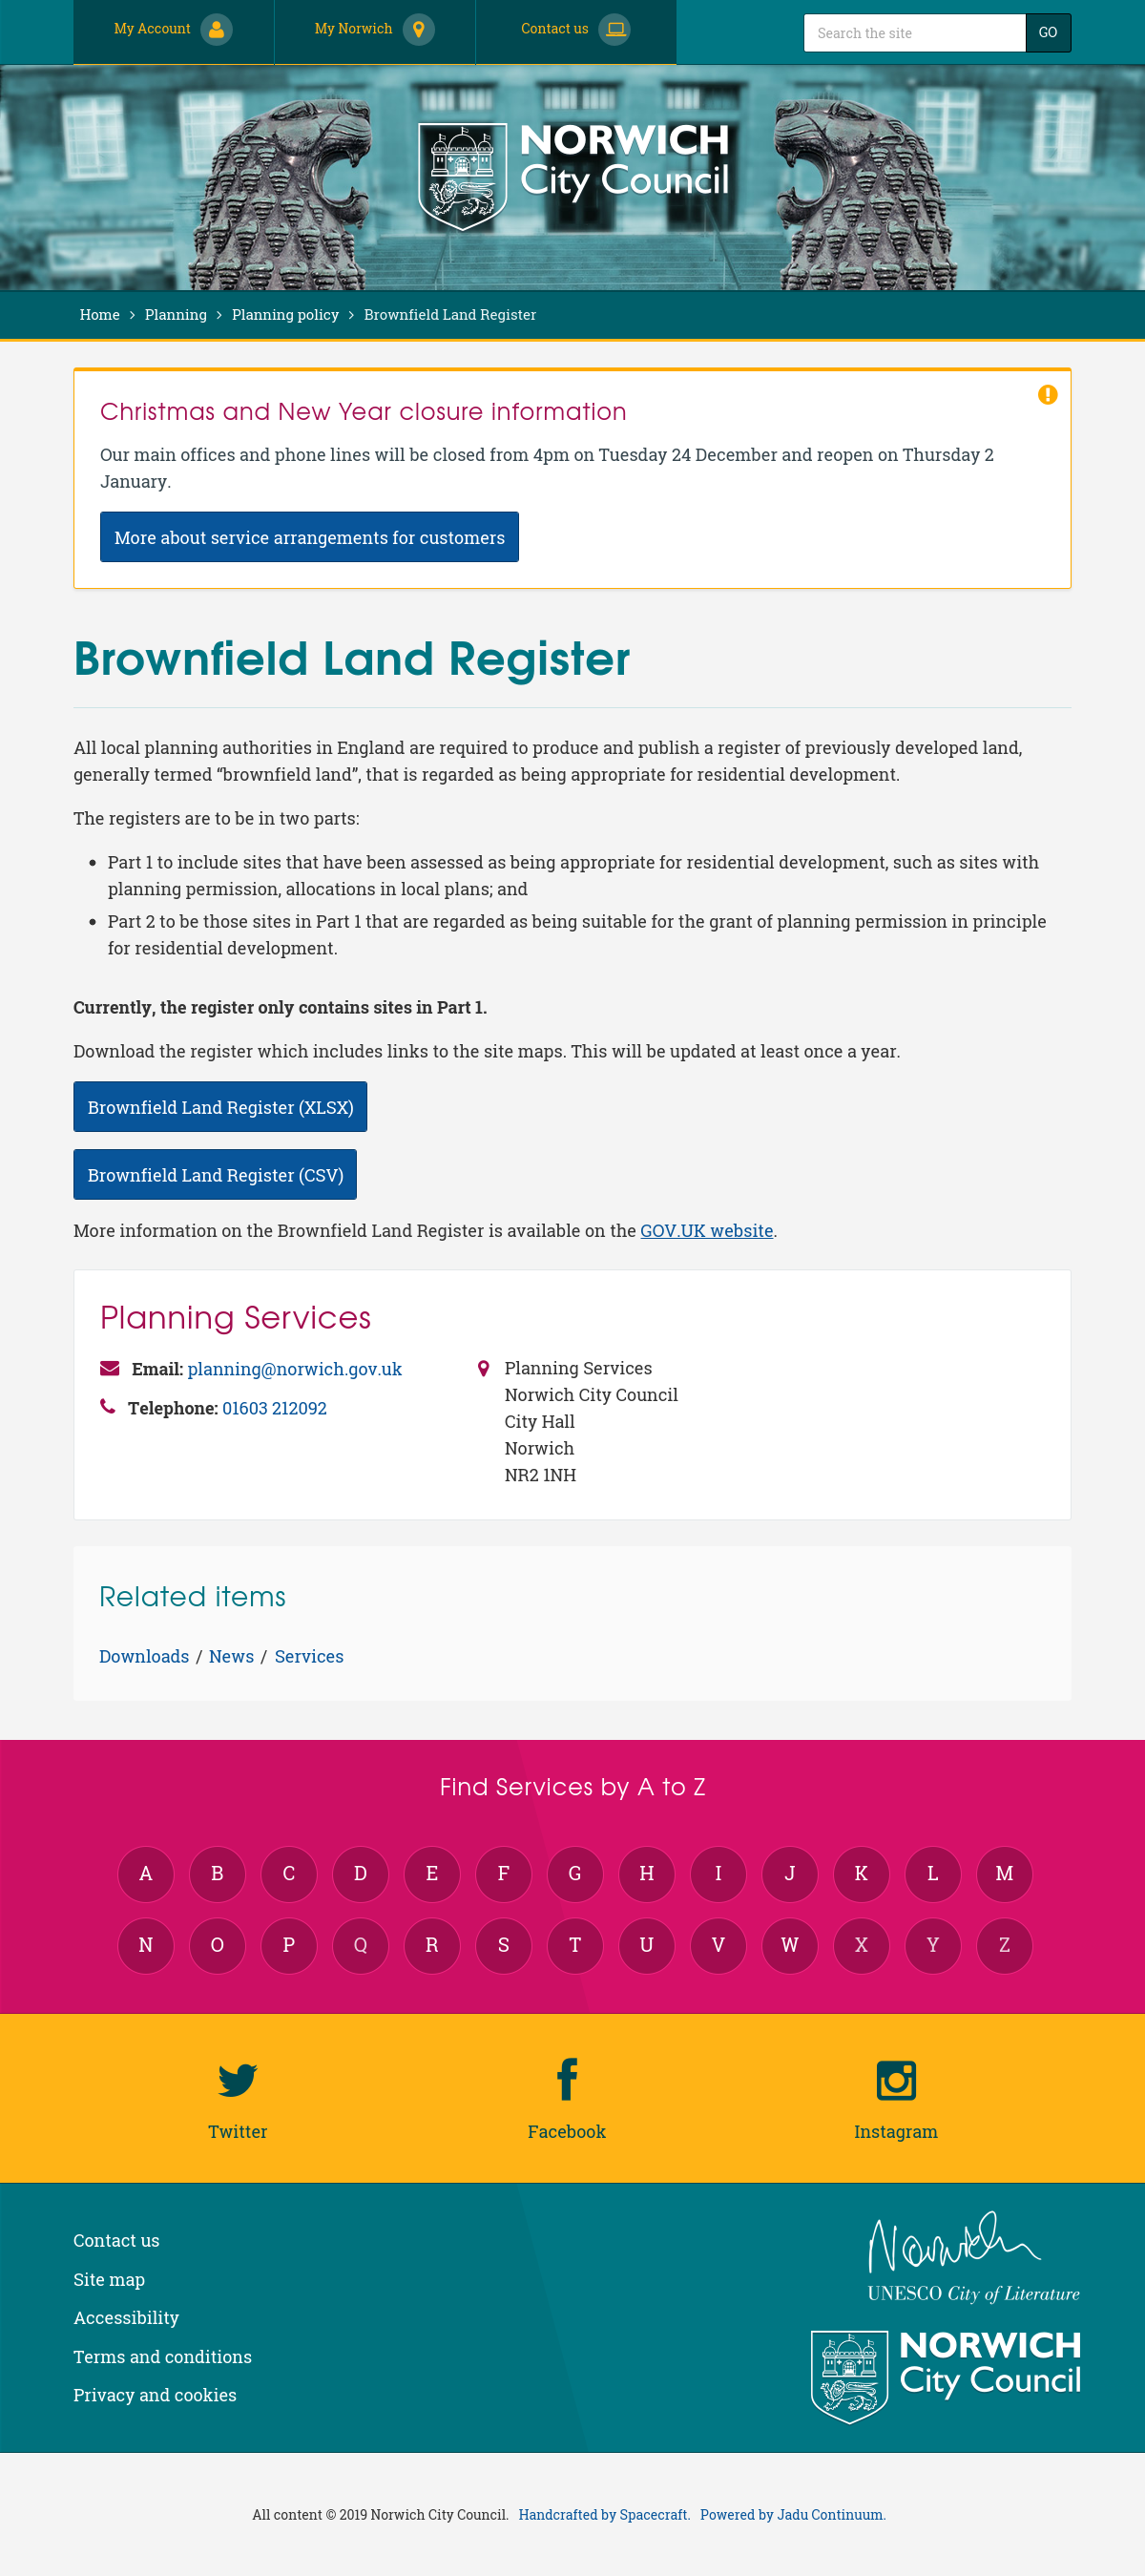 My Account
My Norwich
Contact us
Search the site
GO
NORWICH
City Council
Home > Planning > Planning policy > Brownfield Land Register
Christmas and New Year closure information
Our main offices and phone lines will be closed from 4pm on Tuesday 24 December and reopen on Thursday 2
January.
More about service arrangements for customers
Brownfield Land Register
All local planning authorities in England are required to produce and publish a register of previously developed land,
generally termed “brownfield land”, that is regarded as being appropriate for residential development.
The registers are to be in two parts:
• Part 1 to include sites that have been assessed as being appropriate for residential development, such as sites with
planning permission, allocations in local plans; and
• Part 2 to be those sites in Part 1 that are regarded as being suitable for the grant of planning permission in principle
for residential development.
Currently, the register only contains sites in Part 1.
Download the register which includes links to the site maps. This will be updated at least once a year.
Brownfield Land Register (XLSX)
Brownfield Land Register (CSV)
More information on the Brownfield Land Register is available on the GOV.UK website.
Planning Services
Email: planning@norwich.gov.uk
Telephone: 01603 212092
Planning Services
Norwich City Council
City Hall
Norwich
NR2 1NH
Related items
Downloads / News / Services
Find Services by A to Z
A B C D E F G H I J K L M
N O P Q R S T U V W X Y Z
Twitter
Facebook
Instagram
Contact us
Site map
Accessibility
Terms and conditions
Privacy and cookies
Norwich
UNESCO City of Literature
NORWICH
City Council
All content © 2019 Norwich City Council. Handcrafted by Spacecraft. Powered by Jadu Continuum.